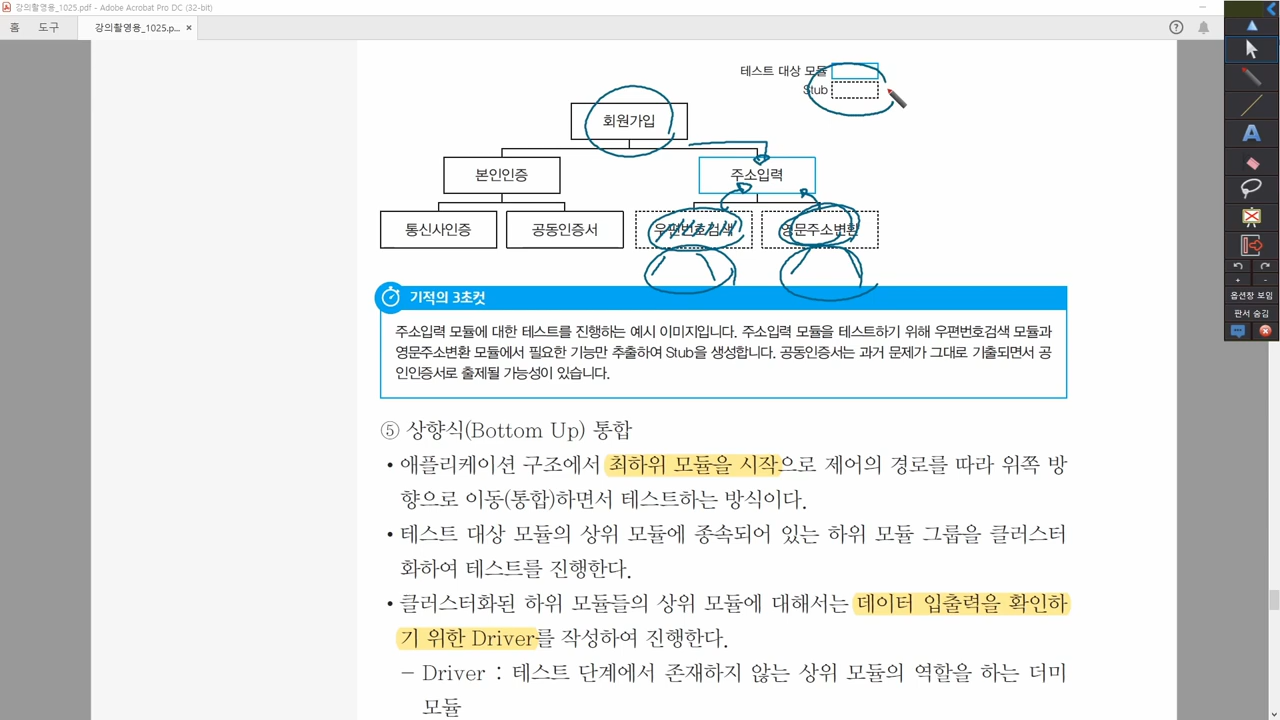 강의촬영용_1025.pdf - Adobe Acrobat Pro DC (32-bit)
홈 도구 강의촬영용_1025.p... ×
테스트 대상 모듈
Stub
회원가입
본인인증 주소입력
통신사인증 공동인증서 우편번호검색 영문주소변환
기적의 3초컷
주소입력 모듈에 대한 테스트를 진행하는 예시 이미지입니다. 주소입력 모듈을 테스트하기 위해 우편번호검색 모듈과
영문주소변환 모듈에서 필요한 기능만 추출하여 Stub을 생성합니다. 공동인증서는 과거 문제가 그대로 기출되면서 공
인인증서로 출제될 가능성이 있습니다.
⑤ 상향식(Bottom Up) 통합
• 애플리케이션 구조에서 최하위 모듈을 시작으로 제어의 경로를 따라 위쪽 방
향으로 이동(통합)하면서 테스트하는 방식이다.
• 테스트 대상 모듈의 상위 모듈에 종속되어 있는 하위 모듈 그룹을 클러스터
화하여 테스트를 진행한다.
• 클러스터화된 하위 모듈들의 상위 모듈에 대해서는 데이터 입출력을 확인하
기 위한 Driver를 작성하여 진행한다.
– Driver : 테스트 단계에서 존재하지 않는 상위 모듈의 역할을 하는 더미
모듈
A
+ -
옵션창 보임
판서 숨김